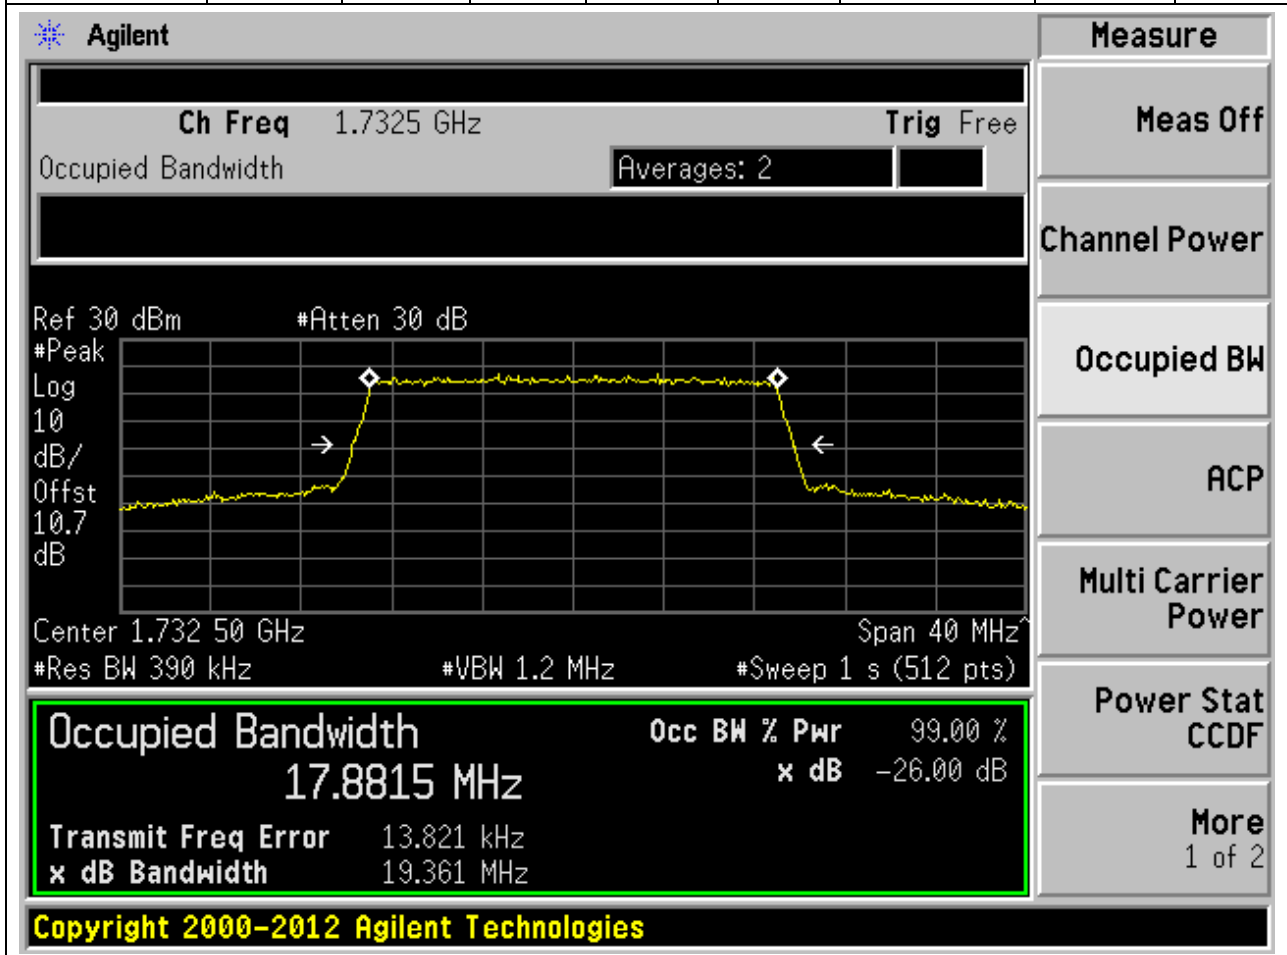 Agilent
Measure
Ch Freq 1.7325 GHz Trig Free
Meas Off
Occupied Bandwidth Averages: 2
Channel Power
Ref 30 dBm #Atten 30 dB
#Peak
Log
10
dB/
Offst
10.7
dB
Occupied BW
ACP
Center 1.732 50 GHz Span 40 MHz^
#Res BW 390 kHz #VBW 1.2 MHz #Sweep 1 s (512 pts)
Multi Carrier
Power
Occupied Bandwidth Occ BW % Pwr 99.00 %
17.8815 MHz x dB -26.00 dB
Transmit Freq Error 13.821 kHz
x dB Bandwidth 19.361 MHz
Power Stat
CCDF
More
1 of 2
Copyright 2000-2012 Agilent Technologies